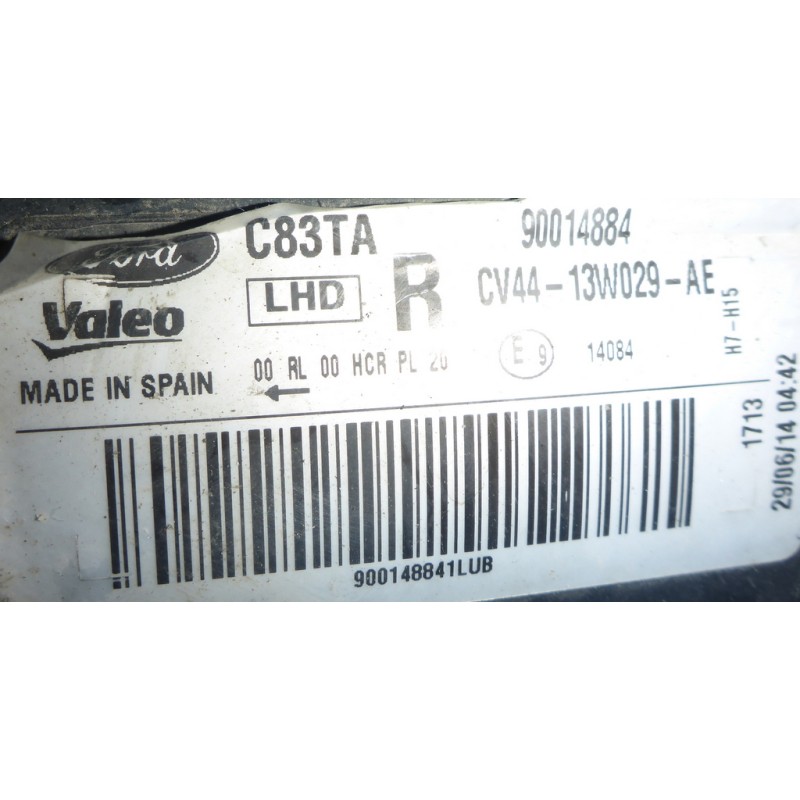 Ford
C83TA
90014884
Valeo
LHD
R
CV44-13W029-AE
H7-H15
MADE IN SPAIN
00 RL 00 HCR PL 20
E 9
14084
1713
29/06/14 04:42
900148841LUB